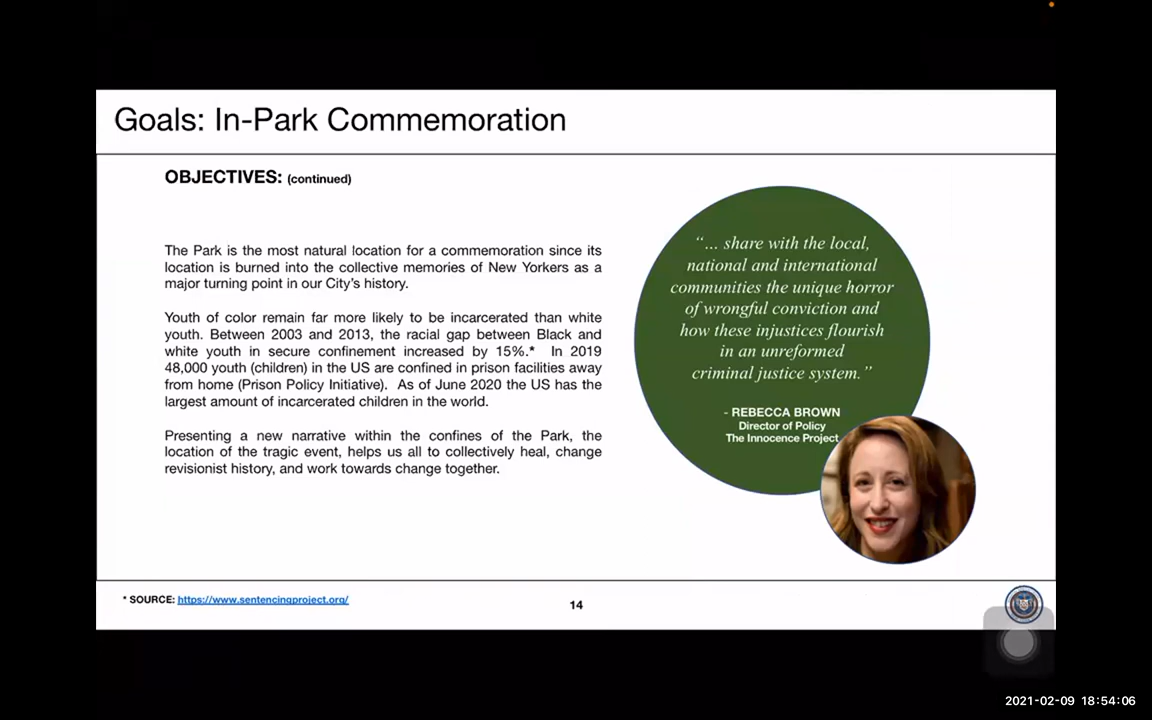 Goals: In-Park Commemoration
OBJECTIVES: (continued)
The Park is the most natural location for a commemoration since its
location is burned into the collective memories of New Yorkers as a
major turning point in our City's history.
Youth of color remain far more likely to be incarcerated than white
youth. Between 2003 and 2013, the racial gap between Black and
white youth in secure confinement increased by 15%.* In 2019
48,000 youth (children) in the US are confined in prison facilities away
from home (Prison Policy Initiative). As of June 2020 the US has the
largest amount of incarcerated children in the world.
Presenting a new narrative within the confines of the Park, the
location of the tragic event, helps us all to collectively heal, change
revisionist history, and work towards change together.
“... share with the local,
national and international
communities the unique horror
of wrongful conviction and
how these injustices flourish
in an unreformed
criminal justice system.”
- REBECCA BROWN
Director of Policy
The Innocence Project
* SOURCE: https://www.sentencingproject.org/
14
2021-02-09 18:54:06